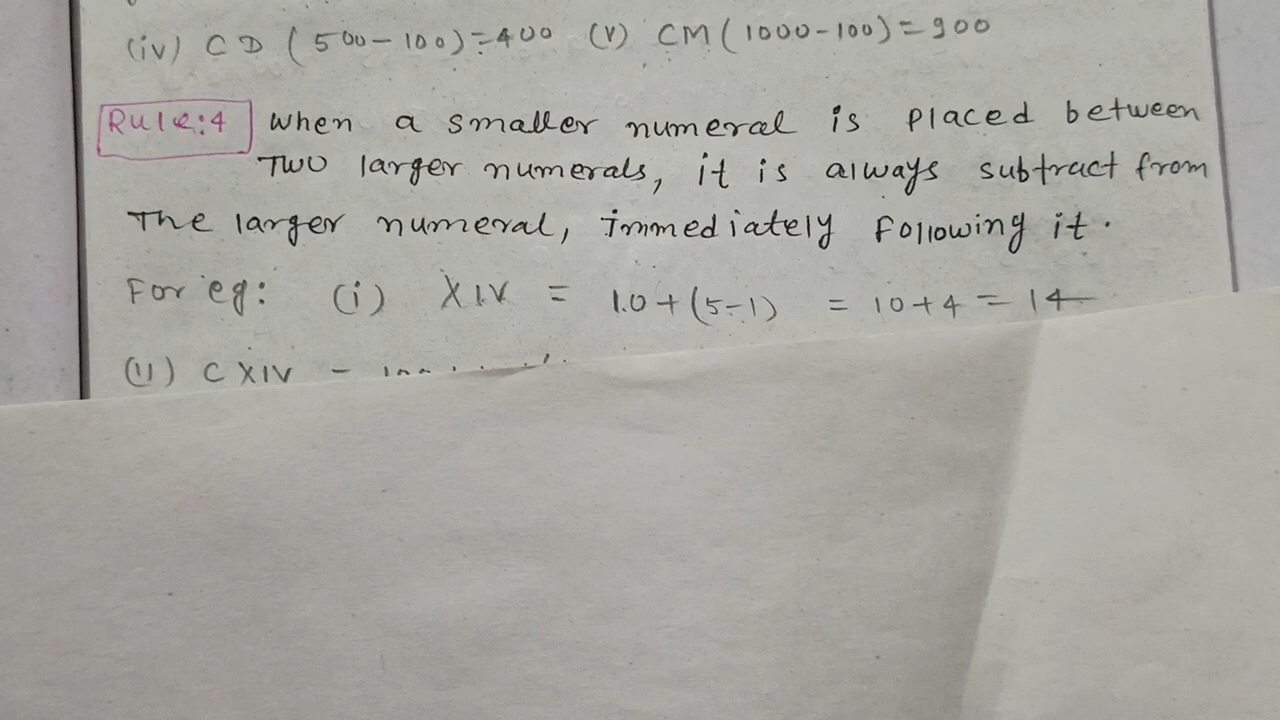 (iv) CD (500-100)=400 (V) CM(1000-100)=900
Rule:4 When a smaller numeral is placed between
Two larger numerals, it is always subtract from
The larger numeral, immediately following it.
For eg: (i) XIV = 10+(5-1) = 10+4=14
(ii) CXIV